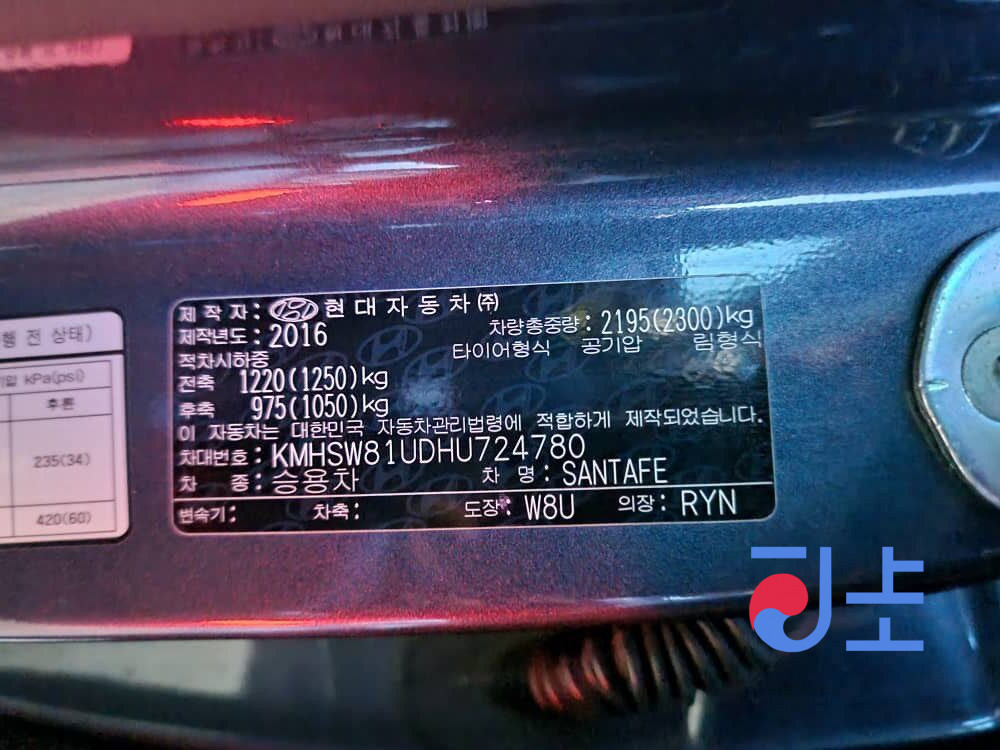 행 전 상태)
kPa(psi)
후륜
235(34)
420(60)
제 작 자 : 현 대 자 동 차 (주)
제작년도 : 2016
차량총중량 : 2195(2300)kg
적차시하중
타이어형식 공기압 림형식
전축 1220(1250)kg
후축 975(1050)kg
이 자동차는 대한민국 자동차관리법령에 적합하게 제작되었습니다.
차대번호 : KMHSW81UDHU724780
차 종 : 승용차
차 명 : SANTAFE
변속기 : 차축 : 도장 : W8U 의장 : RYN